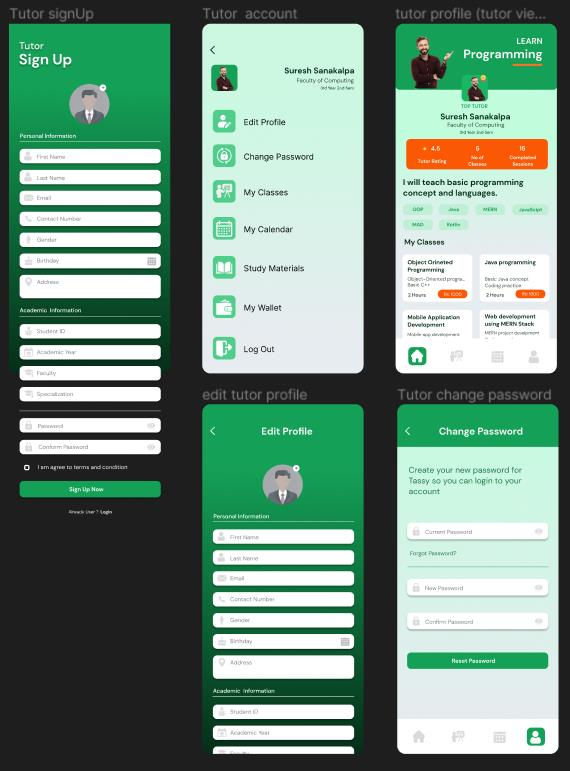 Tutor signUp
Tutor
Sign Up
Personal Information
First Name
Last Name
Email
Contact Number
Gender
Birthday
Address
Academic Information
Student ID
Academic Year
Faculty
Specialization
Password
Conform Password
I am agree to terms and condition
Sign Up Now
Already User ? Login
Tutor account
Suresh Sanakalpa
Faculty of Computing
3rd Year 2nd Sem
Edit Profile
Change Password
My Classes
My Calendar
Study Materials
My Wallet
Log Out
tutor profile (tutor vie...
LEARN
Programming
TOP TUTOR
Suresh Sanakalpa
Faculty of Computing
3rd Year 2nd Sem
4.5
5
15
Tutor Rating
No of
Classes
Completed
Sessions
I will teach basic programming
concept and languages.
OOP
Java
MERN
JavaScript
MAD
Kotlin
My Classes
Object Orineted
Programming
Object-Orinated progra...
Basic C++
2 Hours
Rs: 1000
Java programming
Basic Java concept.
Coding practice
2 Hours
Rs: 1000
Mobile Application
Development
Mobile app development
Web development
using MERN Stack
MERN project development
edit tutor profile
Edit Profile
Personal Information
First Name
Last Name
Email
Contact Number
Gender
Birthday
Address
Academic Information
Student ID
Academic Year
Faculty
Tutor change password
Change Password
Create your new password for
Tassy so you can login to your
account
Current Password
Forgot Password?
New Password
Confirm Password
Reset Password